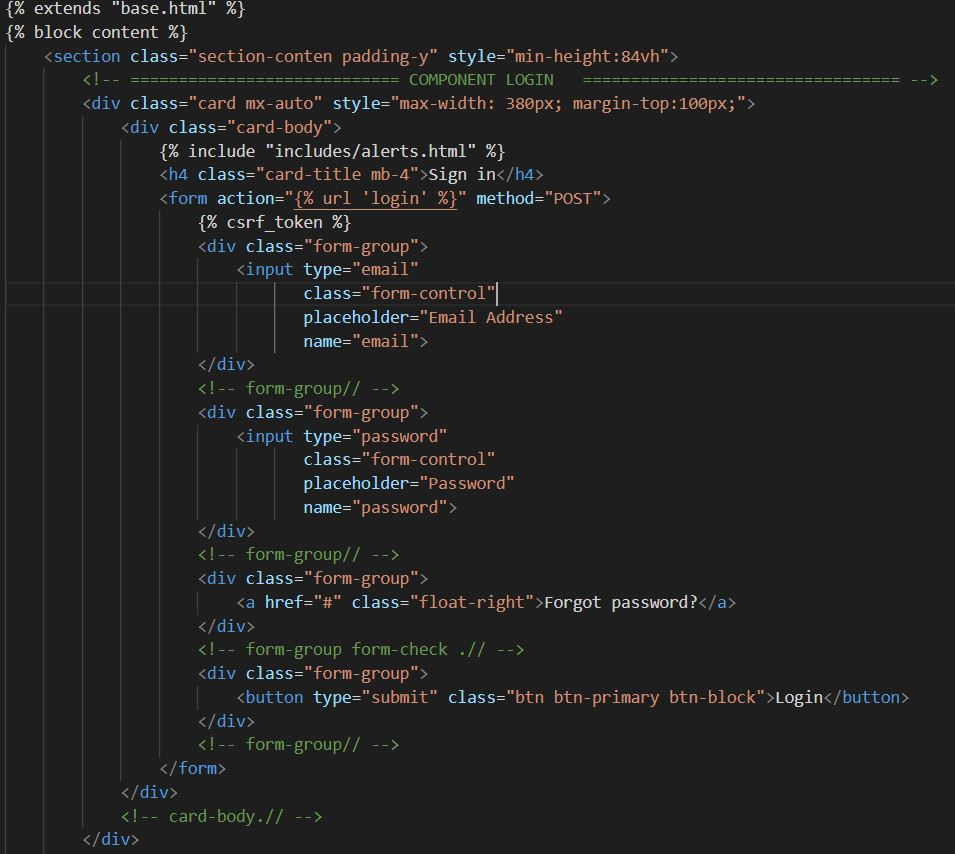 {% extends "base.html" %}
{% block content %}
<section class="section-conten padding-y" style="min-height:84vh">
<!-- ============================ COMPONENT LOGIN   ================================= -->
<div class="card mx-auto" style="max-width: 380px; margin-top:100px;">
<div class="card-body">
{% include "includes/alerts.html" %}
<h4 class="card-title mb-4">Sign in</h4>
<form action="{% url 'login' %}" method="POST">
{% csrf_token %}
<div class="form-group">
<input type="email"
class="form-control"
placeholder="Email Address"
name="email">
</div>
<!-- form-group// -->
<div class="form-group">
<input type="password"
class="form-control"
placeholder="Password"
name="password">
</div>
<!-- form-group// -->
<div class="form-group">
<a href="#" class="float-right">Forgot password?</a>
</div>
<!-- form-group form-check .// -->
<div class="form-group">
<button type="submit" class="btn btn-primary btn-block">Login</button>
</div>
<!-- form-group// -->
</form>
</div>
<!-- card-body.// -->
</div>